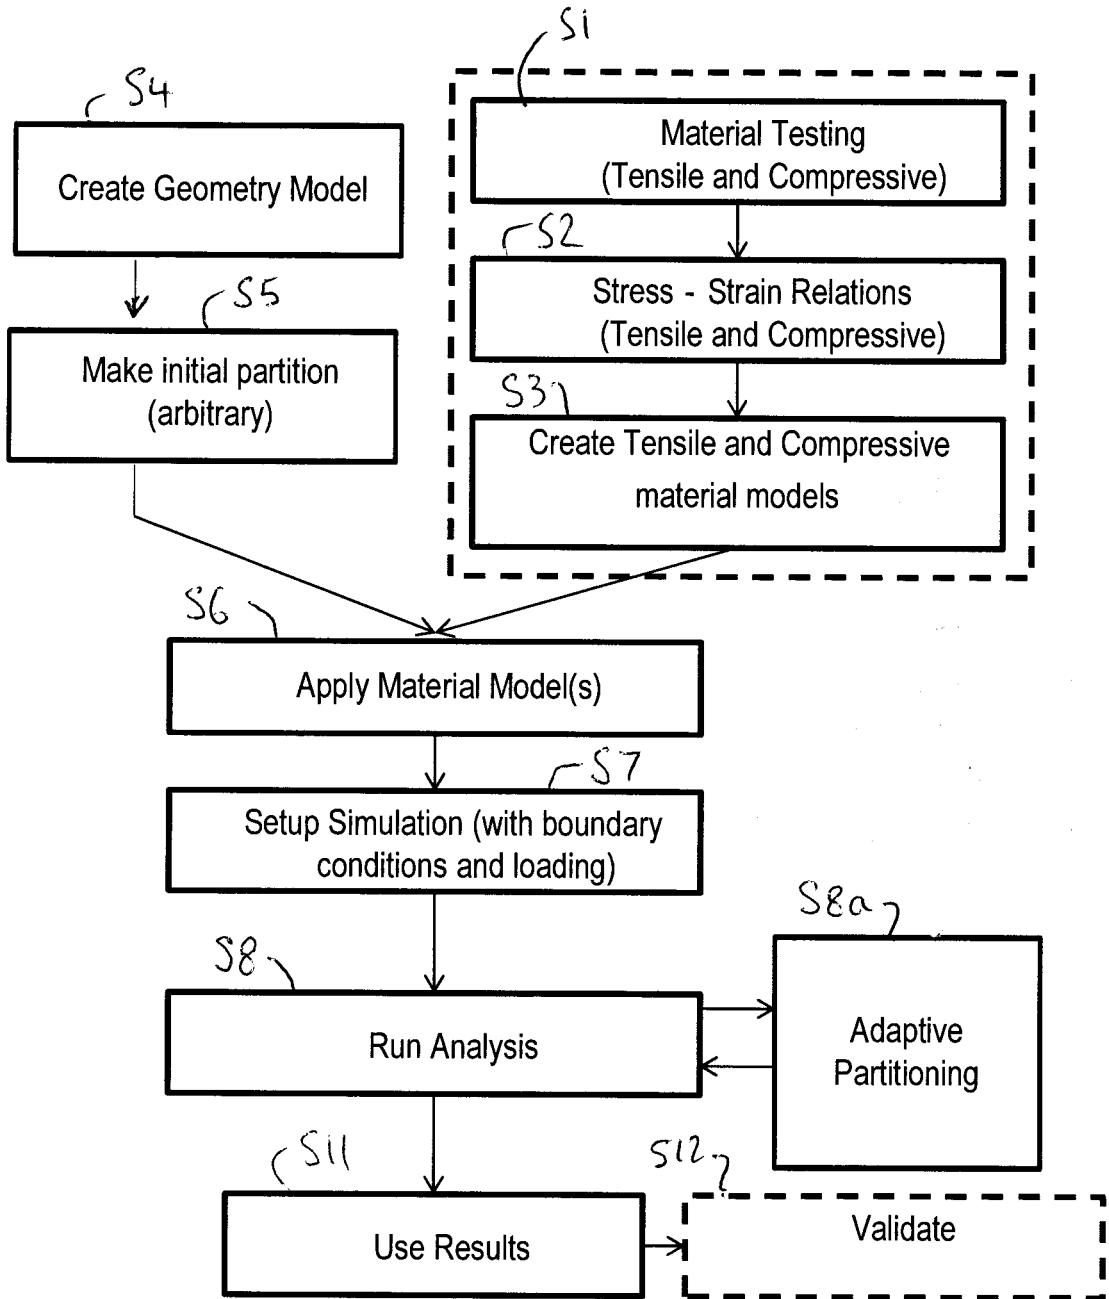 S1
S4
Material Testing
(Tensile and Compressive)
Create Geometry Model
S2
Stress - Strain Relations
(Tensile and Compressive)
S5
Make initial partition
(arbitrary)
S3
Create Tensile and Compressive
material models
S6
Apply Material Model(s)
S7
Setup Simulation (with boundary
conditions and loading)
S8a
S8
Run Analysis
Adaptive
Partitioning
S11
S12
Use Results
Validate